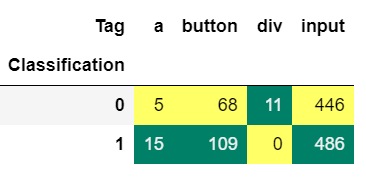 Tag a button div input
Classification
0 5 68 11 446
1 15 109 0 486